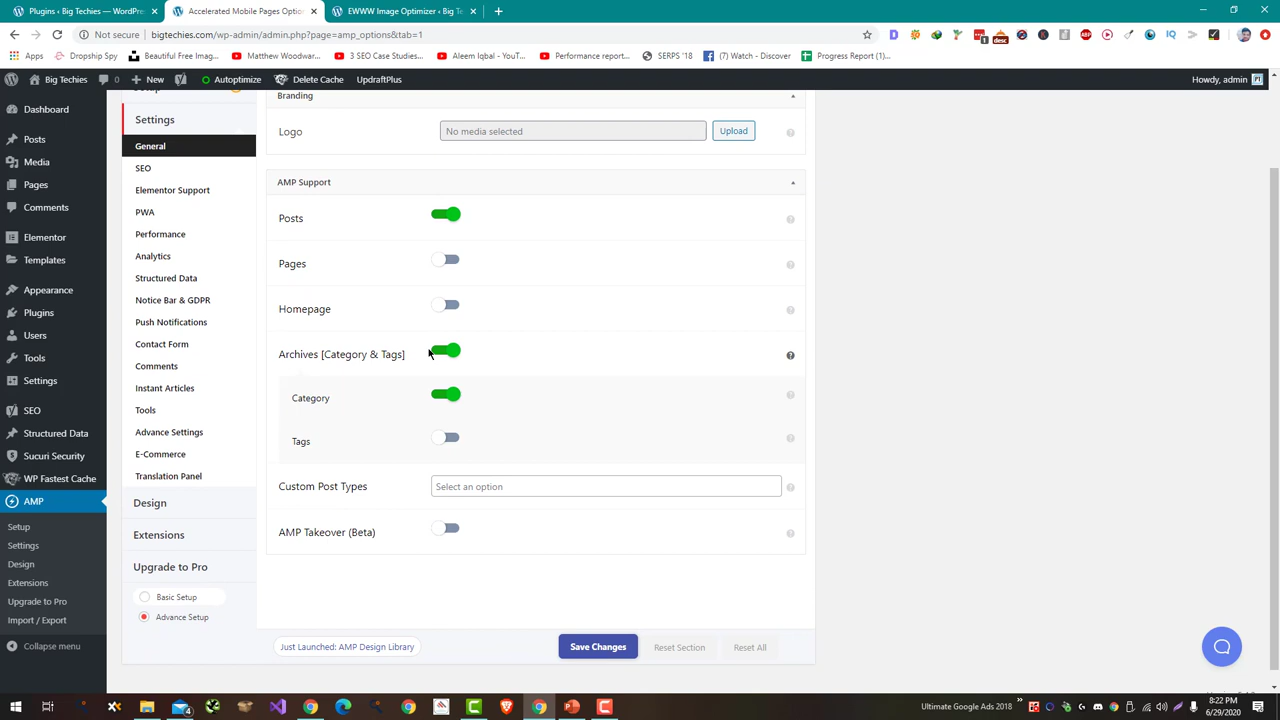 Plugins ‹ Big Techies — WordPre
Accelerated Mobile Pages Optio
EWWW Image Optimizer ‹ Big Te
Not secure | bigtechies.com/wp-admin/admin.php?page=amp_options&tab=1
Apps
Dropship Spy
Beautiful Free Imag...
Matthew Woodwar...
3 SEO Case Studies...
Aleem Iqbal - YouT...
Performance report...
SERPS '18
(7) Watch - Discover
Progress Report (1)...
Big Techies
0
New
Autoptimize
Delete Cache
UpdraftPlus
Howdy, admin
Dashboard
Posts
Media
Pages
Comments
Elementor
Templates
Appearance
Plugins
Users
Tools
Settings
SEO
Structured Data
Sucuri Security
WP Fastest Cache
AMP
Setup
Settings
Design
Extensions
Upgrade to Pro
Import / Export
Collapse menu
Settings
General
SEO
Elementor Support
PWA
Performance
Analytics
Structured Data
Notice Bar & GDPR
Push Notifications
Contact Form
Comments
Instant Articles
Tools
Advance Settings
E-Commerce
Translation Panel
Design
Extensions
Upgrade to Pro
Basic Setup
Advance Setup
Branding
Logo
No media selected
Upload
AMP Support
Posts
Pages
Homepage
Archives [Category & Tags]
Category
Tags
Custom Post Types
Select an option
AMP Takeover (Beta)
Just Launched: AMP Design Library
Save Changes
Reset Section
Reset All
Ultimate Google Ads 2018
8:22 PM
6/29/2020